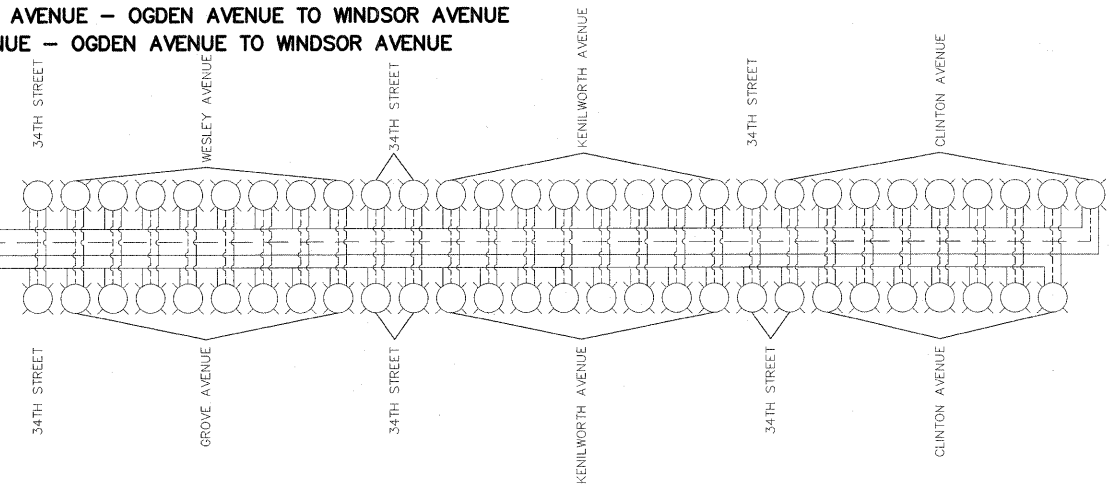 AVENUE – OGDEN AVENUE TO WINDSOR AVENUE
AVENUE – OGDEN AVENUE TO WINDSOR AVENUE
34TH STREET
WESLEY AVENUE
34TH STREET
KENILWORTH AVENUE
34TH STREET
CLINTON AVENUE
34TH STREET
GROVE AVENUE
34TH STREET
KENILWORTH AVENUE
34TH STREET
CLINTON AVENUE